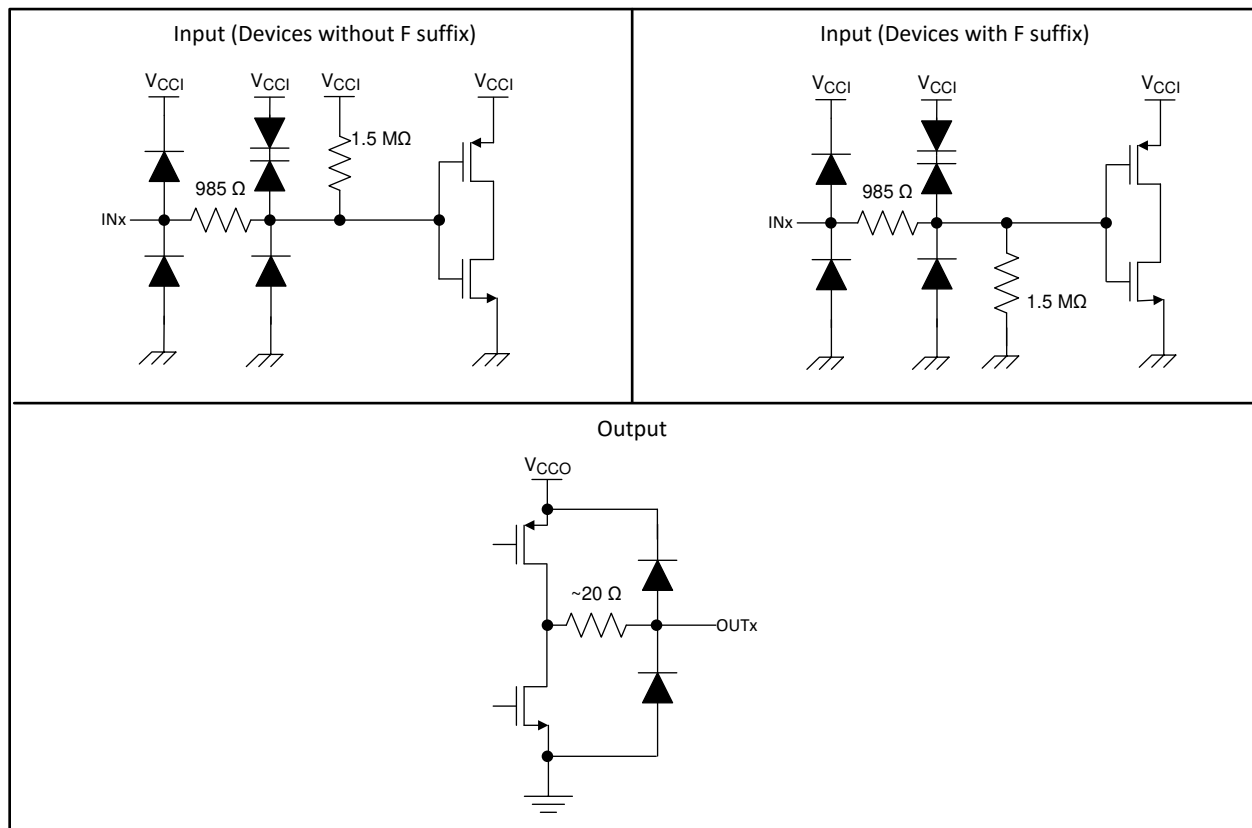 Input (Devices without F suffix)
Input (Devices with F suffix)
VCCI VCCI VCCI VCCI
1.5 MΩ
985 Ω
INx
VCCI VCCI VCCI
985 Ω
INx
1.5 MΩ
Output
VCCO
~20 Ω
OUTx